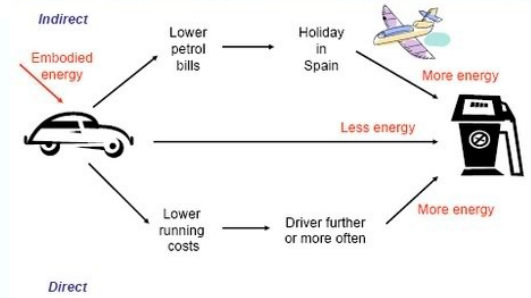 Indirect
Embodied
energy
Lower
petrol
bills
Holiday
in
Spain
More energy
Less energy
Lower
running
costs
Driver further
or more often
More energy
Direct